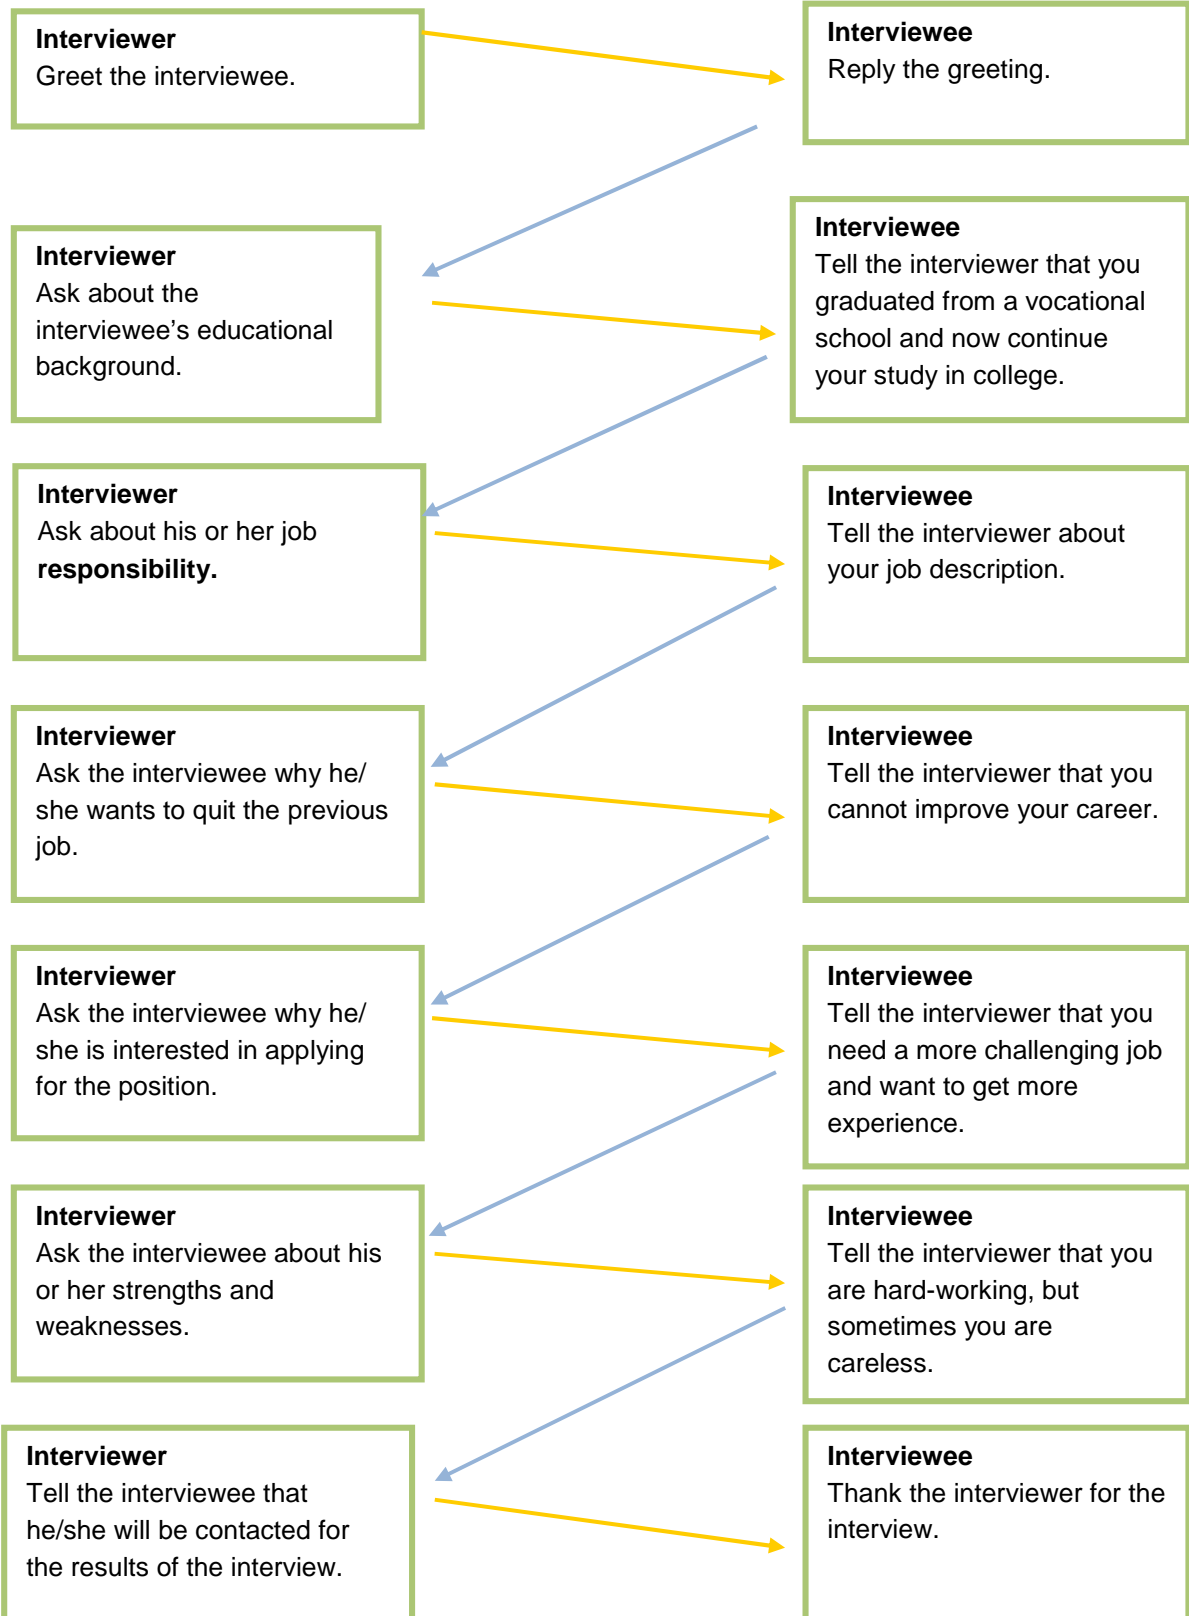 Interviewer
Greet the interviewee.
Interviewee
Reply the greeting.
Interviewer
Ask about the
interviewee’s educational
background.
Interviewee
Tell the interviewer that you
graduated from a vocational
school and now continue
your study in college.
Interviewer
Ask about his or her job
responsibility.
Interviewee
Tell the interviewer about
your job description.
Interviewer
Ask the interviewee why he/
she wants to quit the previous
job.
Interviewee
Tell the interviewer that you
cannot improve your career.
Interviewer
Ask the interviewee why he/
she is interested in applying
for the position.
Interviewee
Tell the interviewer that you
need a more challenging job
and want to get more
experience.
Interviewer
Ask the interviewee about his
or her strengths and
weaknesses.
Interviewee
Tell the interviewer that you
are hard-working, but
sometimes you are
careless.
Interviewer
Tell the interviewee that
he/she will be contacted for
the results of the interview.
Interviewee
Thank the interviewer for the
interview.